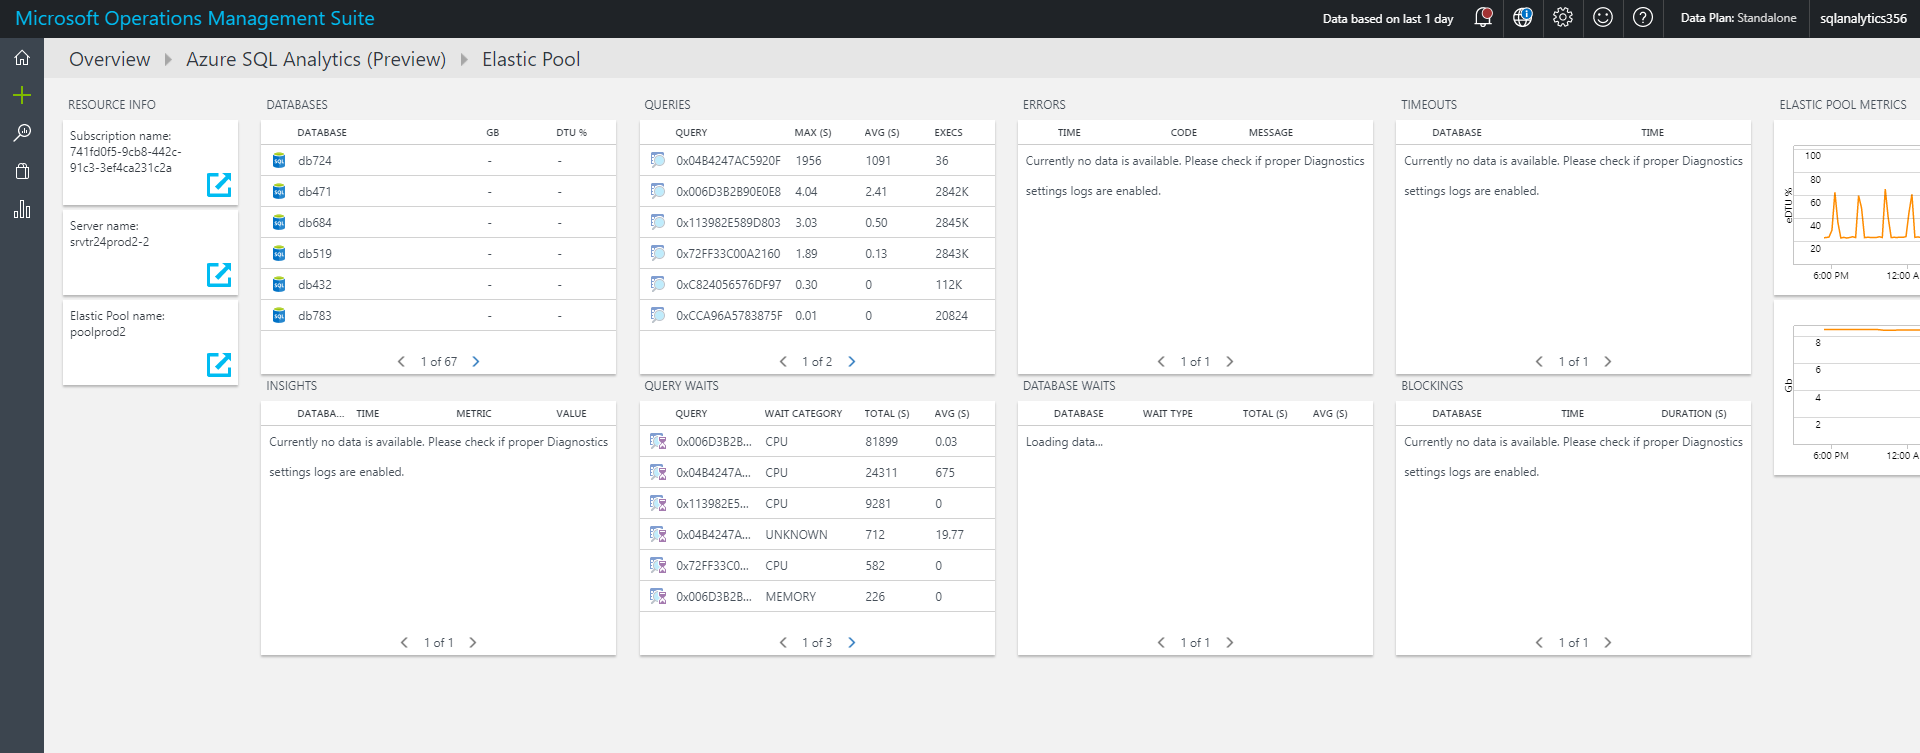 Microsoft Operations Management Suite
Data based on last 1 day
Data Plan: Standalone
sqlanalytics356
Overview
Azure SQL Analytics (Preview)
Elastic Pool
RESOURCE INFO
Subscription name:
741fd0f5-9cb8-442c-
91c3-3ef4ca231c2a
Server name:
srvtr24prod2-2
Elastic Pool name:
poolprod2
DATABASES
DATABASE GB DTU %
db724 - -
db471 - -
db684 - -
db519 - -
db432 - -
db783 - -
1 of 67
QUERIES
QUERY MAX (S) AVG (S) EXECS
0x04B4247AC5920F 1956 1091 36
0x006D3B2B90E0E8 4.04 2.41 2842K
0x113982E589D803 3.03 0.50 2845K
0x72FF33C00A2160 1.89 0.13 2843K
0xC824056576DF97 0.30 0 112K
0xCCA96A5783875F 0.01 0 20824
1 of 2
ERRORS
TIME CODE MESSAGE
Currently no data is available. Please check if proper Diagnostics
settings logs are enabled.
1 of 1
TIMEOUTS
DATABASE TIME
Currently no data is available. Please check if proper Diagnostics
settings logs are enabled.
1 of 1
ELASTIC POOL METRICS
eDTU %
100
80
60
40
20
6:00 PM 12:00 A
Gb
8
6
4
2
6:00 PM 12:00 A
INSIGHTS
DATABA... TIME METRIC VALUE
Currently no data is available. Please check if proper Diagnostics
settings logs are enabled.
1 of 1
QUERY WAITS
QUERY WAIT CATEGORY TOTAL (S) AVG (S)
0x006D3B2B... CPU 81899 0.03
0x04B4247A... CPU 24311 675
0x113982E5... CPU 9281 0
0x04B4247A... UNKNOWN 712 19.77
0x72FF33C0... CPU 582 0
0x006D3B2B... MEMORY 226 0
1 of 3
DATABASE WAITS
DATABASE WAIT TYPE TOTAL (S) AVG (S)
Loading data...
1 of 1
BLOCKINGS
DATABASE TIME DURATION (S)
Currently no data is available. Please check if proper Diagnostics
settings logs are enabled.
1 of 1